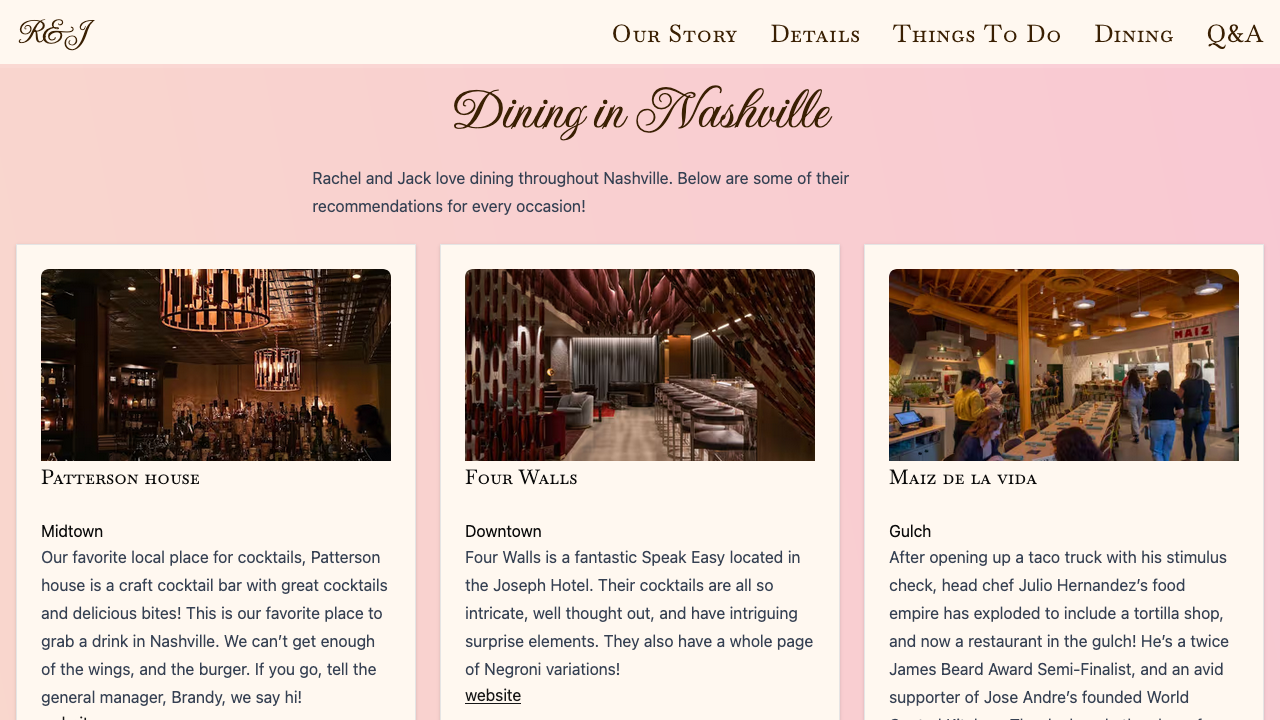 R&J
Our Story Details Things To Do Dining Q&A
Dining in Nashville
Rachel and Jack love dining throughout Nashville. Below are some of their
recommendations for every occasion!
MAIZ
Patterson house
Midtown
Our favorite local place for cocktails, Patterson
house is a craft cocktail bar with great cocktails
and delicious bites! This is our favorite place to
grab a drink in Nashville. We can’t get enough
of the wings, and the burger. If you go, tell the
general manager, Brandy, we say hi!
Four Walls
Downtown
Four Walls is a fantastic Speak Easy located in
the Joseph Hotel. Their cocktails are all so
intricate, well thought out, and have intriguing
surprise elements. They also have a whole page
of Negroni variations!
website
Maiz de la vida
Gulch
After opening up a taco truck with his stimulus
check, head chef Julio Hernandez’s food
empire has exploded to include a tortilla shop,
and now a restaurant in the gulch! He’s a twice
James Beard Award Semi-Finalist, and an avid
supporter of Jose Andre’s founded World